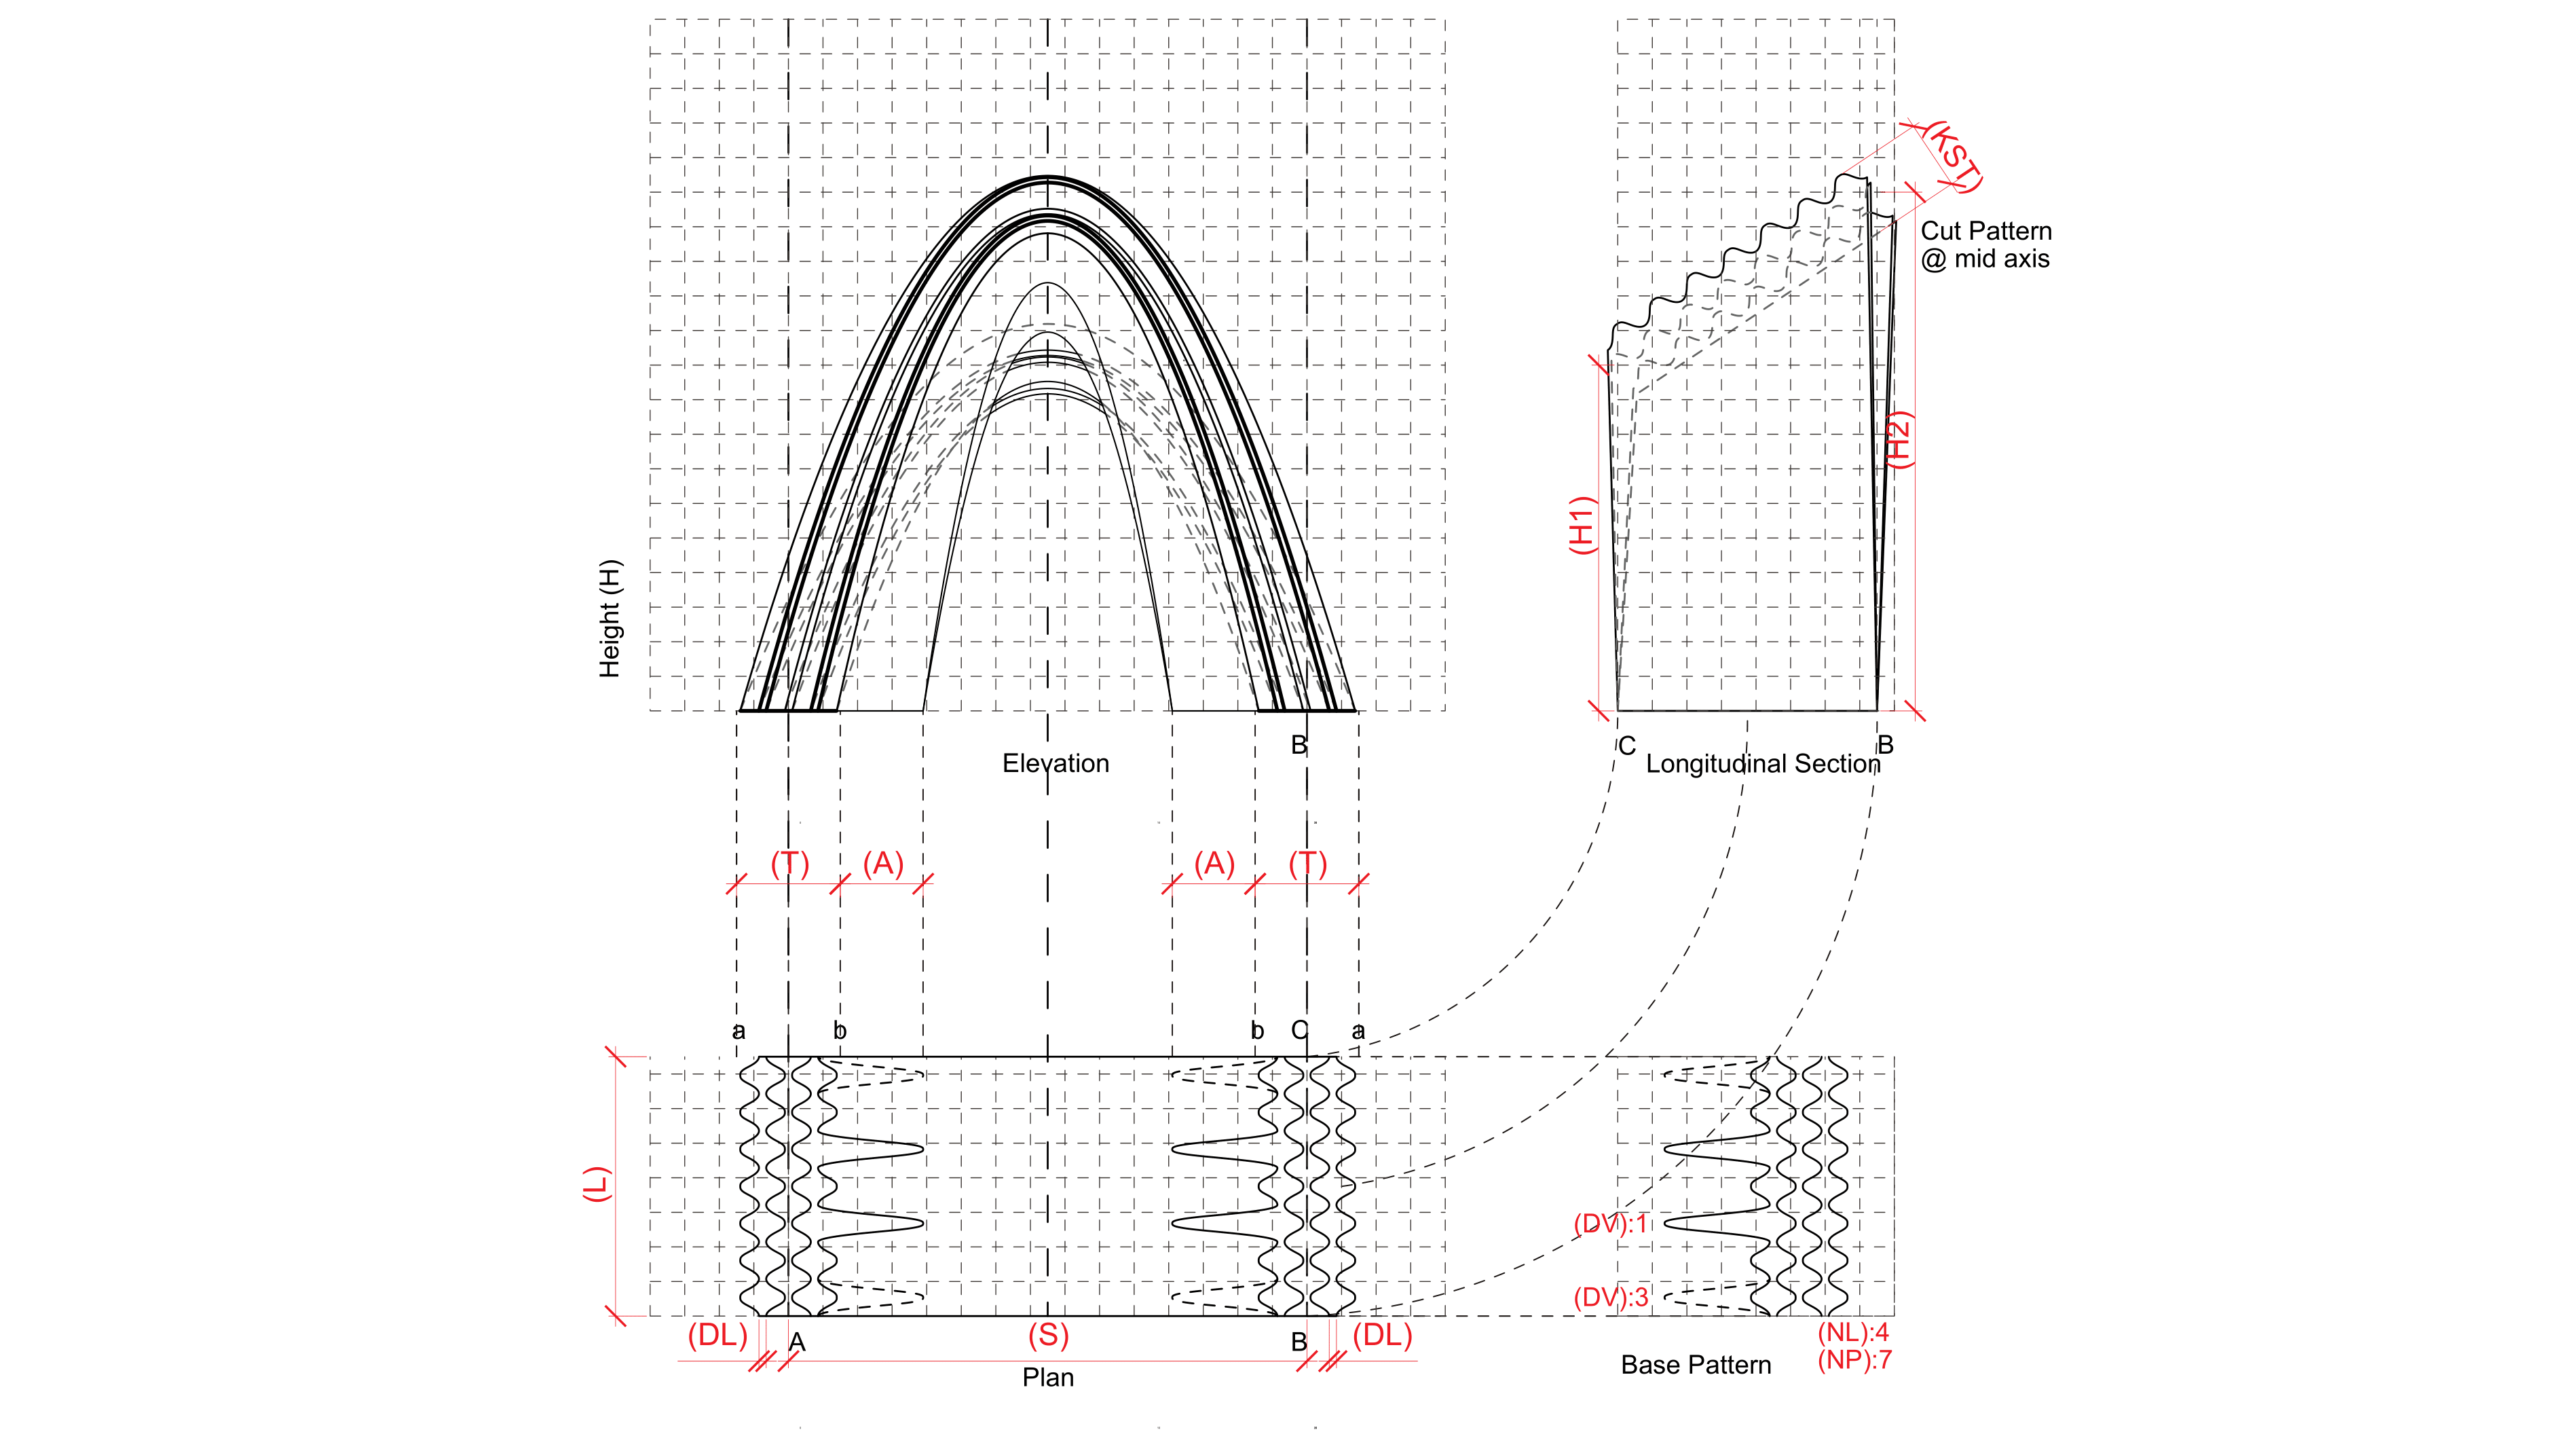 (KST)
Cut Pattern
@ mid axis
(H2)
(H1)
Height (H)
B
C
B
Elevation
Longitudinal Section
(T)
(A)
(A)
(T)
a
b
b
C
a
(L)
(DV):1
(DV):3
(DL)
A
(S)
B
(DL)
(NL):4
(NP):7
Base Pattern
Plan